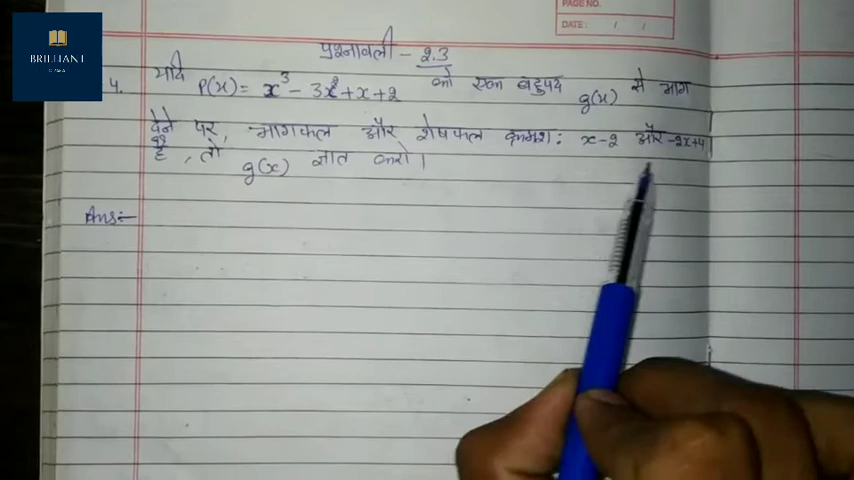 PAGE NO.
DATE: / /
BRILLIANT
प्रश्नावली - 2.3
4. यदि P(x) = x³ - 3x² + x + 2 को एक बहुपद g(x) से भाग
देने पर, भागफल और शेषफल क्रमश: x-2 और -2x+4
है, तो g(x) ज्ञात करो।
Ans:-